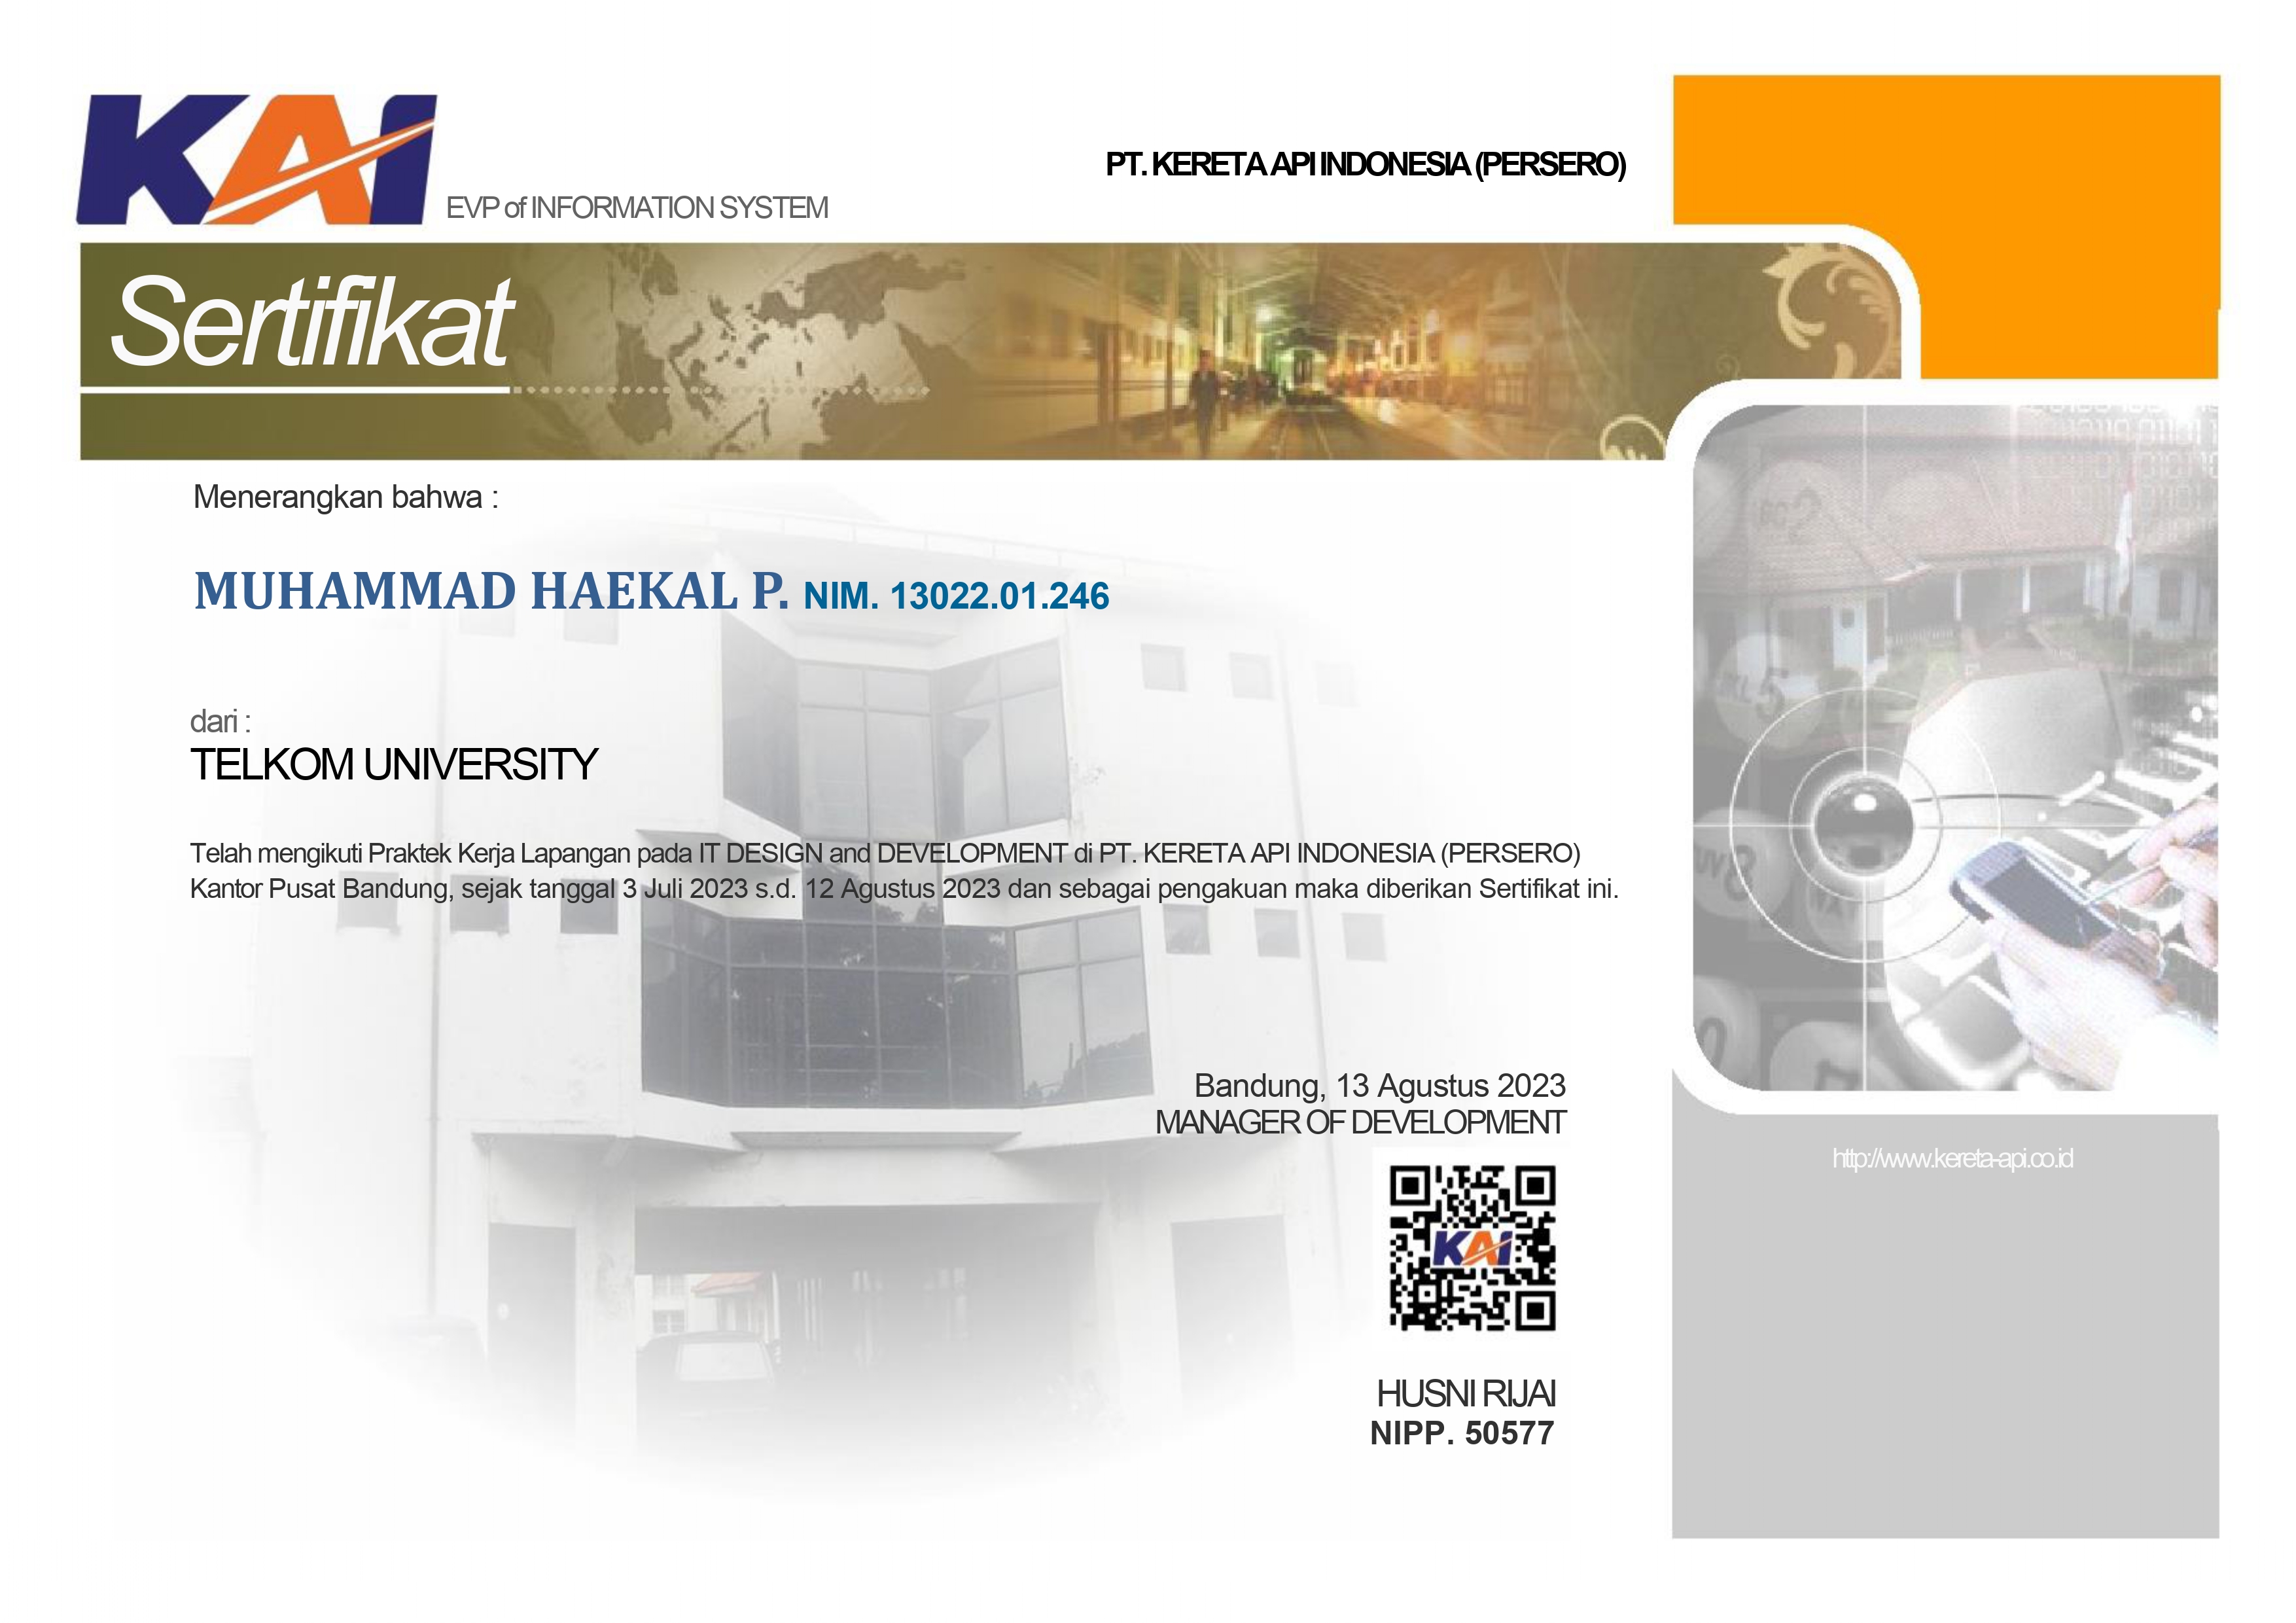 KAI
EVP of INFORMATION SYSTEM
PT. KERETA API INDONESIA (PERSERO)
Sertifikat
Menerangkan bahwa :
MUHAMMAD HAEKAL P. NIM. 13022.01.246
dari :
TELKOM UNIVERSITY
Telah mengikuti Praktek Kerja Lapangan pada IT DESIGN and DEVELOPMENT di PT. KERETA API INDONESIA (PERSERO)
Kantor Pusat Bandung, sejak tanggal 3 Juli 2023 s.d. 12 Agustus 2023 dan sebagai pengakuan maka diberikan Sertifikat ini.
Bandung, 13 Agustus 2023
MANAGER OF DEVELOPMENT
KAI
HUSNI RIJAI
NIPP. 50577
http://www.kereta-api.co.id